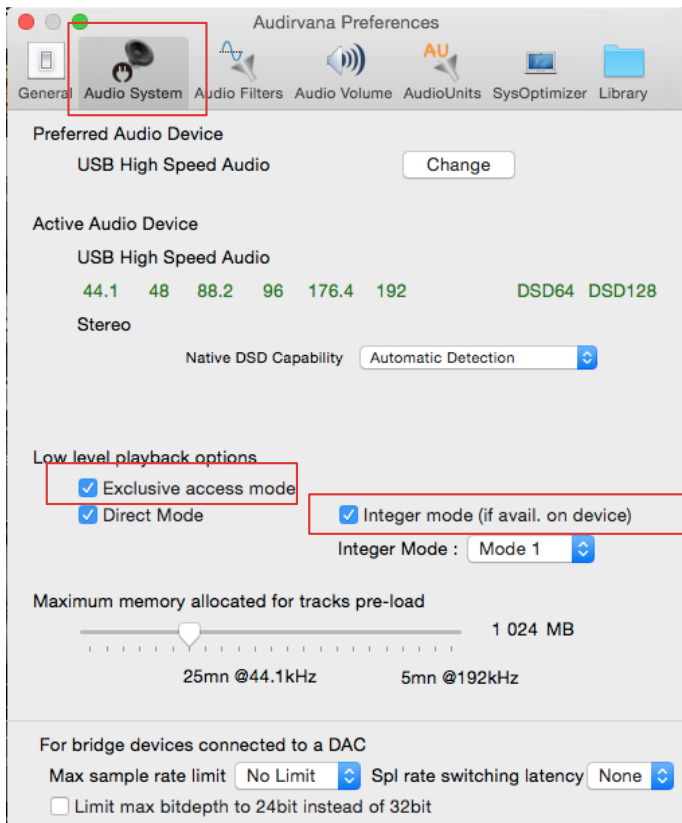 Audirvana Preferences
AU
General Audio System Audio Filters Audio Volume AudioUnits SysOptimizer Library
Preferred Audio Device
USB High Speed Audio Change
Active Audio Device
USB High Speed Audio
44.1 48 88.2 96 176.4 192 DSD64 DSD128
Stereo
Native DSD Capability Automatic Detection
Low level playback options
Exclusive access mode
Direct Mode Integer mode (if avail. on device)
Integer Mode : Mode 1
Maximum memory allocated for tracks pre-load
1 024 MB
25mn @44.1kHz 5mn @192kHz
For bridge devices connected to a DAC
Max sample rate limit No Limit Spl rate switching latency None
Limit max bitdepth to 24bit instead of 32bit